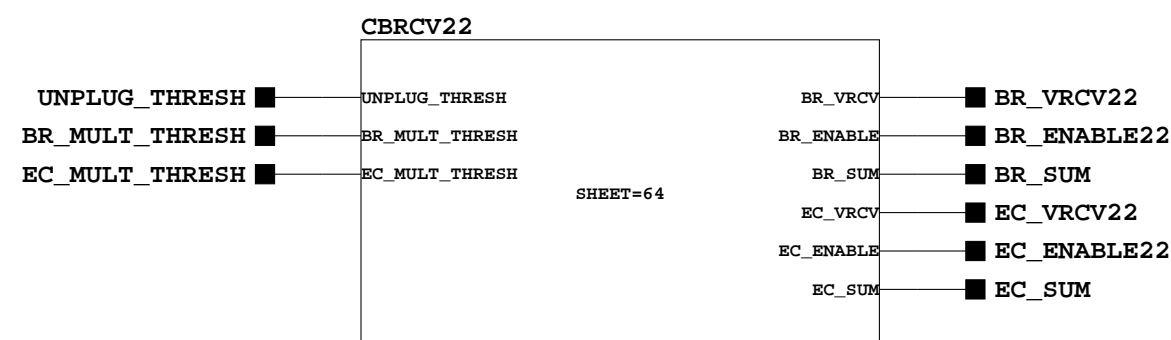 CBRCV22
UNPLUG_THRESH UNPLUG_THRESH BR_VRCV BR_VRCV22
BR_MULT_THRESH BR_MULT_THRESH BR_ENABLE BR_ENABLE22
EC_MULT_THRESH EC_MULT_THRESH BR_SUM BR_SUM
SHEET=64
EC_VRCV EC_VRCV22
EC_ENABLE EC_ENABLE22
EC_SUM EC_SUM